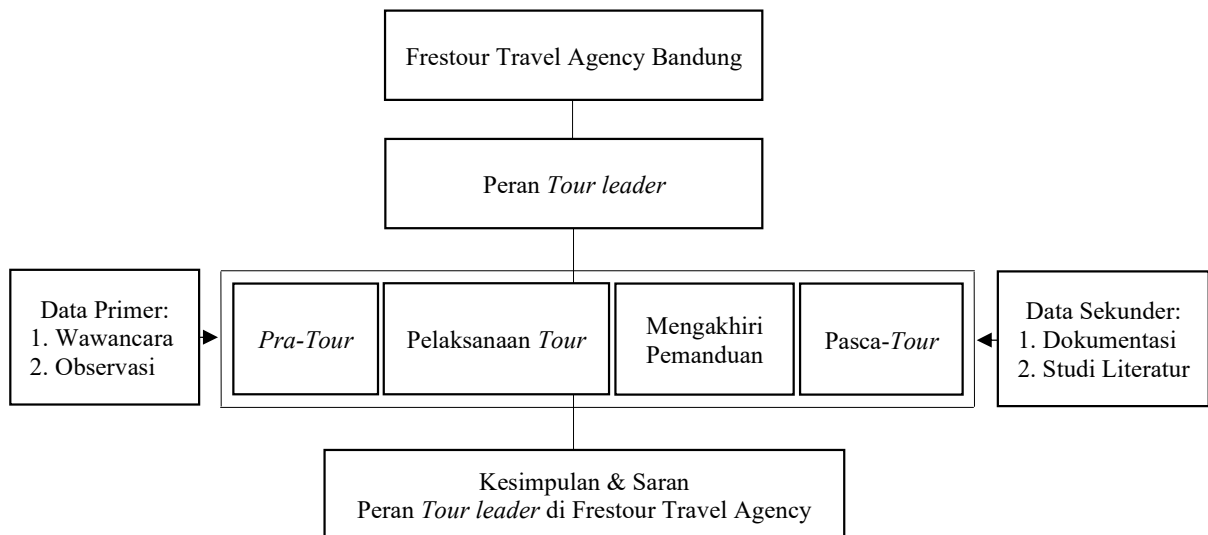 Frestour Travel Agency Bandung
Peran Tour leader
Data Primer:
1. Wawancara
2. Observasi
Pra-Tour
Pelaksanaan Tour
Mengakhiri
Pemanduan
Pasca-Tour
Data Sekunder:
1. Dokumentasi
2. Studi Literatur
Kesimpulan & Saran
Peran Tour leader di Frestour Travel Agency